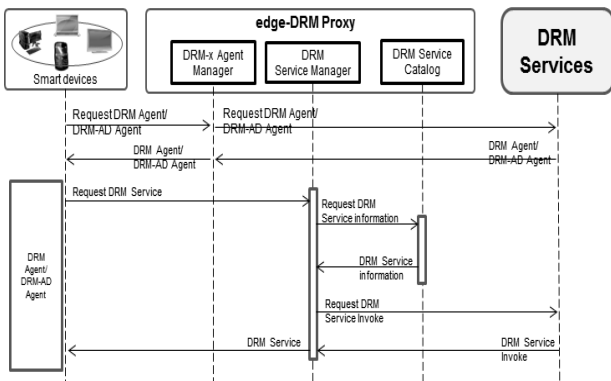 edge-DRM Proxy
Smart devices
DRM-x Agent
Manager
DRM
Service Manager
DRM Service
Catalog
DRM
Services
Request DRM Agent/
DRM-AD Agent
Request DRM Agent/
DRM-AD Agent
DRM Agent/
DRM-AD Agent
DRM Agent/
DRM-AD Agent
Request DRM Service
DRM
Agent/
DRM-AD
Agent
Request DRM
Service information
DRM Service
information
Request DRM
Service Invoke
DRM Service
DRM Service
Invoke